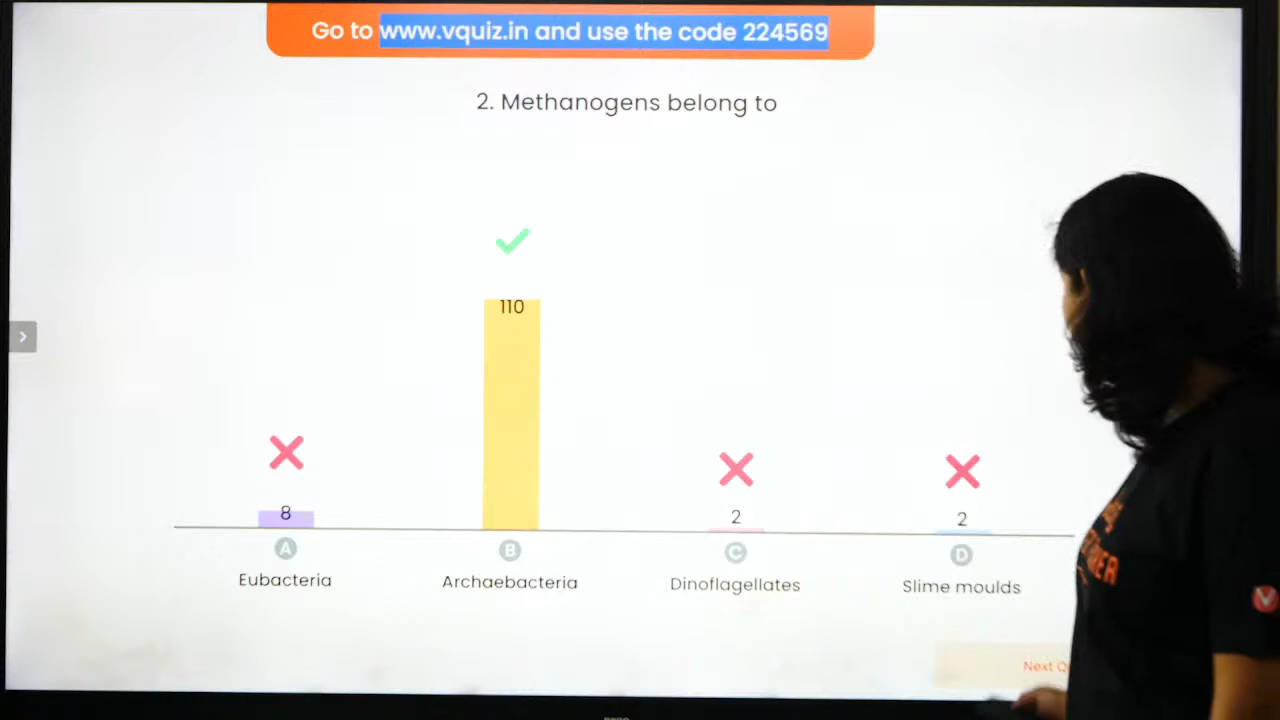 Go to www.vquiz.in and use the code 224569
2. Methanogens belong to
110
8
2
2
A
B
C
D
Eubacteria
Archaebacteria
Dinoflagellates
Slime moulds
Next